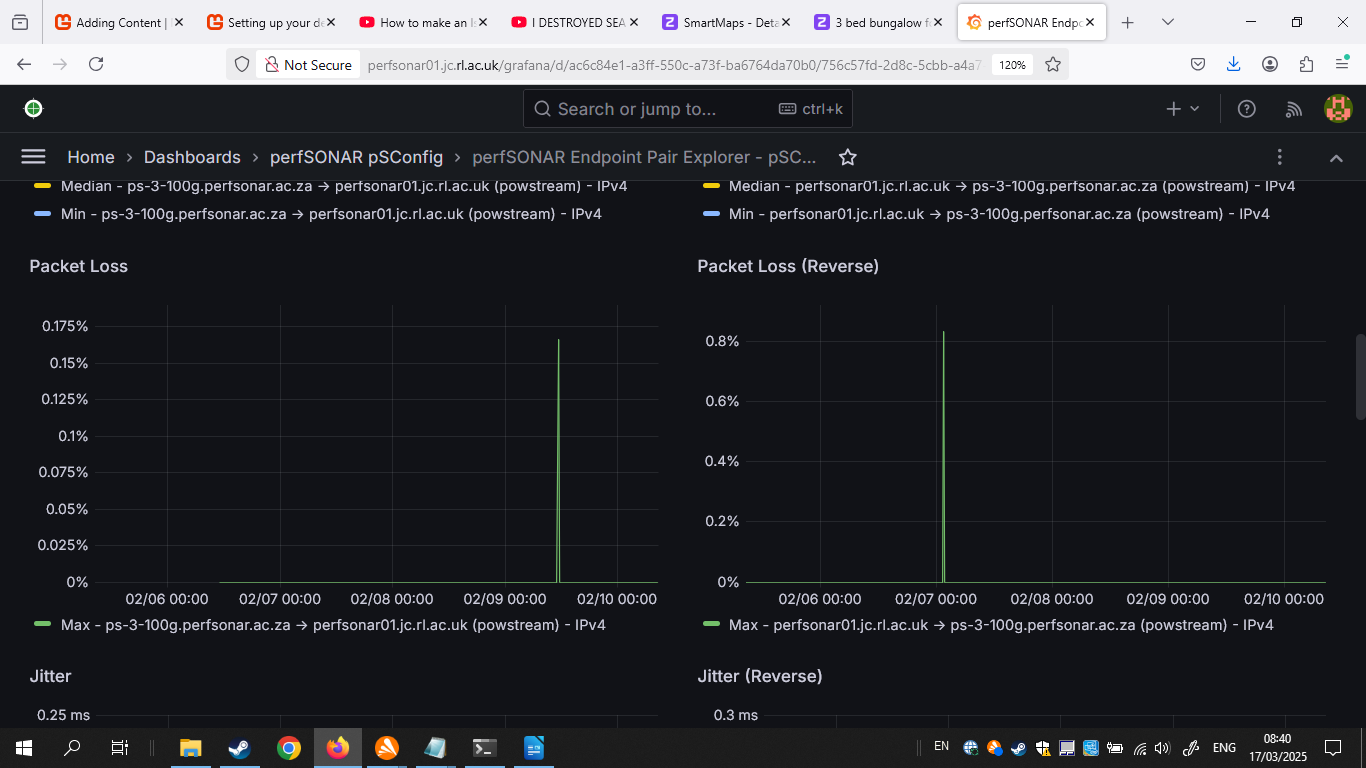 Adding Content |
Setting up your de
How to make an Is
I DESTROYED SEA
SmartMaps - Deta
3 bed bungalow fo
perfSONAR Endpo
Not Secure
perfsonar01.jc.rl.ac.uk/grafana/d/ac6c84e1-a3ff-550c-a73f-ba6764da70b0/756c57fd-2d8c-5cbb-a4a7
120%
Search or jump to...
ctrl+k
Home › Dashboards › perfSONAR pSConfig › perfSONAR Endpoint Pair Explorer - pSC...
Median - ps-3-100g.perfsonar.ac.za → perfsonar01.jc.rl.ac.uk (powstream) - IPv4
Min - ps-3-100g.perfsonar.ac.za → perfsonar01.jc.rl.ac.uk (powstream) - IPv4
Median - perfsonar01.jc.rl.ac.uk → ps-3-100g.perfsonar.ac.za (powstream) - IPv4
Min - perfsonar01.jc.rl.ac.uk → ps-3-100g.perfsonar.ac.za (powstream) - IPv4
Packet Loss
0.175%
0.15%
0.125%
0.1%
0.075%
0.05%
0.025%
0%
02/06 00:00 02/07 00:00 02/08 00:00 02/09 00:00 02/10 00:00
Max - ps-3-100g.perfsonar.ac.za → perfsonar01.jc.rl.ac.uk (powstream) - IPv4
Packet Loss (Reverse)
0.8%
0.6%
0.4%
0.2%
0%
02/06 00:00 02/07 00:00 02/08 00:00 02/09 00:00 02/10 00:00
Max - perfsonar01.jc.rl.ac.uk → ps-3-100g.perfsonar.ac.za (powstream) - IPv4
Jitter
0.25 ms
Jitter (Reverse)
0.3 ms
EN
ENG
08:40
17/03/2025